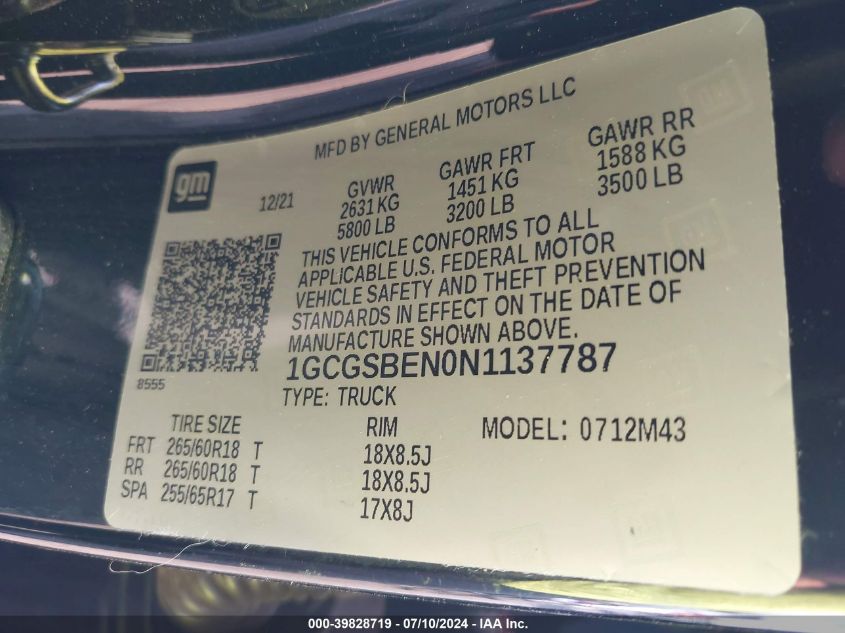 MFD BY GENERAL MOTORS LLC
gm
12/21
GVWR GAWR FRT GAWR RR
2631 KG 1451 KG 1588 KG
5800 LB 3200 LB 3500 LB
THIS VEHICLE CONFORMS TO ALL
APPLICABLE U.S. FEDERAL MOTOR
VEHICLE SAFETY AND THEFT PREVENTION
STANDARDS IN EFFECT ON THE DATE OF
MANUFACTURE SHOWN ABOVE.
8555
1GCGSBEN0N1137787
TYPE: TRUCK
TIRE SIZE RIM MODEL: 0712M43
FRT 265/60R18 T 18X8.5J
RR 265/60R18 T 18X8.5J
SPA 255/65R17 T 17X8J
000-39828719 - 07/10/2024 - IAA Inc.